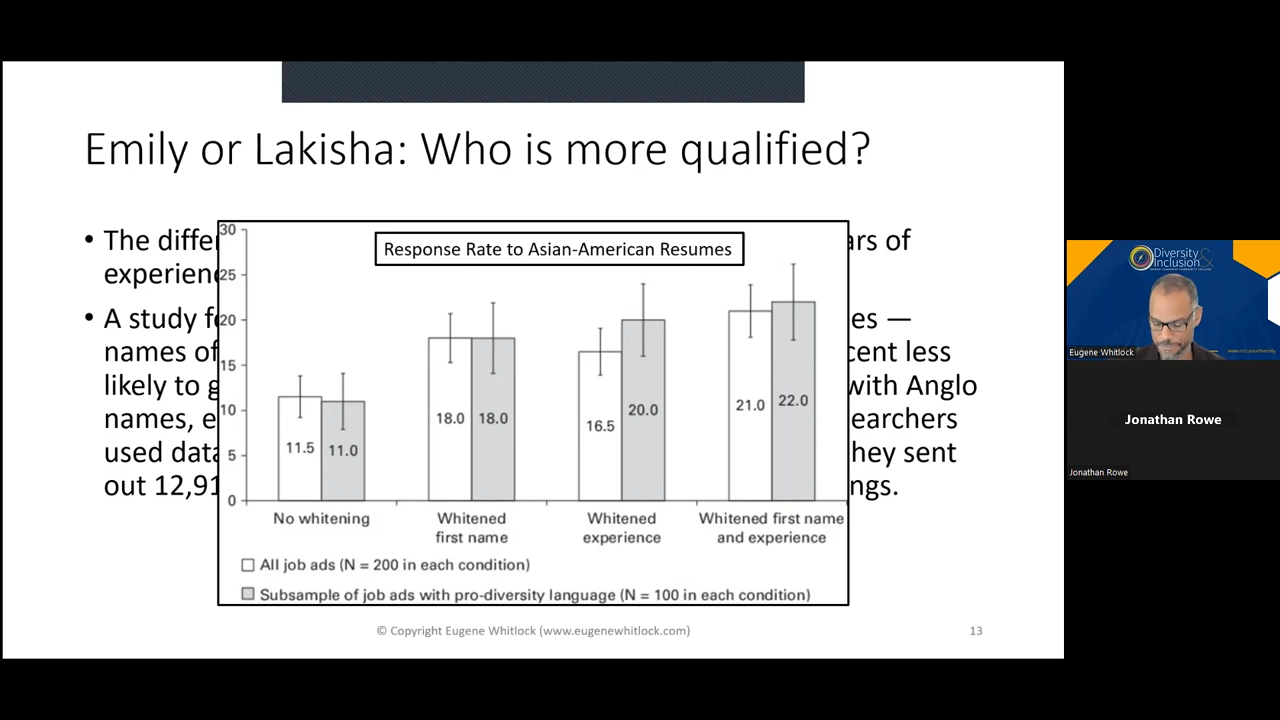 Emily or Lakisha: Who is more qualified?
• The differ
ars of
experienc
• A study fo
es —
names of
cent less
likely to g
with Anglo
names, e
earchers
used data
hey sent
out 12,91
ngs.
Response Rate to Asian-American Resumes
30
25
20
15
10
5
0
11.5 11.0
18.0 18.0
16.5 20.0
21.0 22.0
No whitening
Whitened
first name
Whitened
experience
Whitened first name
and experience
All job ads (N = 200 in each condition)
Subsample of job ads with pro-diversity language (N = 100 in each condition)
© Copyright Eugene Whitlock (www.eugenewhitlock.com)
13
Diversity &
Inclusion
Eugene Whitlock
Jonathan Rowe
Jonathan Rowe